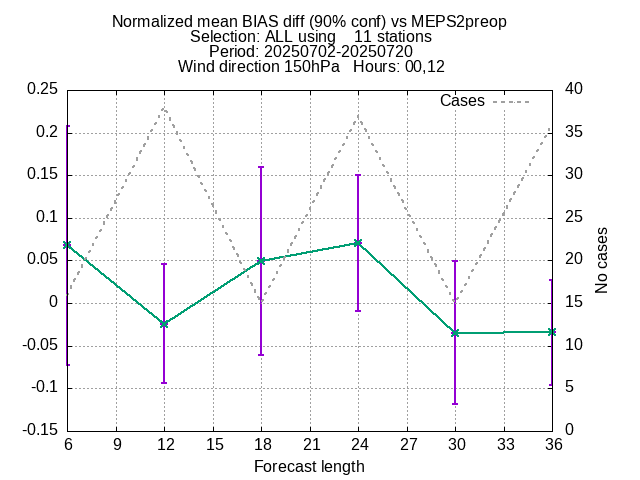 Normalized mean BIAS diff (90% conf) vs MEPS2preop
Selection: ALL using    11 stations
Period: 20250702-20250720
Wind direction 150hPa   Hours: 00,12
Cases
0.25
0.2
0.15
0.1
0.05
0
-0.05
-0.1
-0.15
40
35
30
25
20
15
10
5
0
No cases
6 9 12 15 18 21 24 27 30 33 36
Forecast length